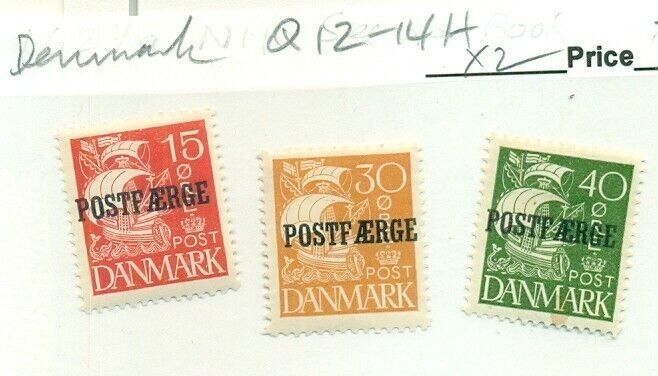 Denmark Q12-14H
X2 Price
15
ØRE
POSTFÆRGE
POST
DANMARK
30
ØRE
POSTFÆRGE
POST
DANMARK
40
ØRE
POSTFÆRGE
POST
DANMARK